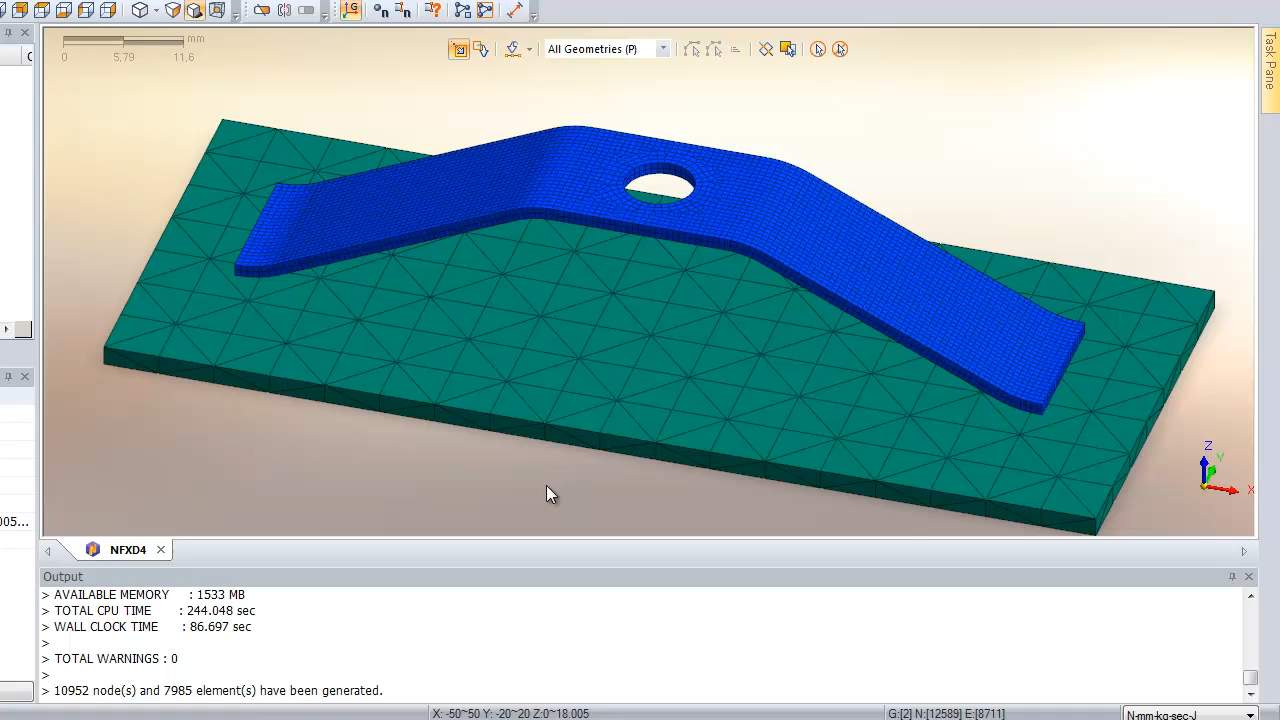 G n n ?
C
mm
0 5.79 11.6
All Geometries (P)
Task Pane
Z
Y
X
005...
NFXD4
Output
> AVAILABLE MEMORY : 1533 MB
> TOTAL CPU TIME : 244.048 sec
> WALL CLOCK TIME : 86.697 sec
>
> TOTAL WARNINGS : 0
>
> 10952 node(s) and 7985 element(s) have been generated.
X: -50~50 Y: -20~20 Z:0~18.005
G:[2] N:[12589] E:[8711]
N-mm-kg-sec-J